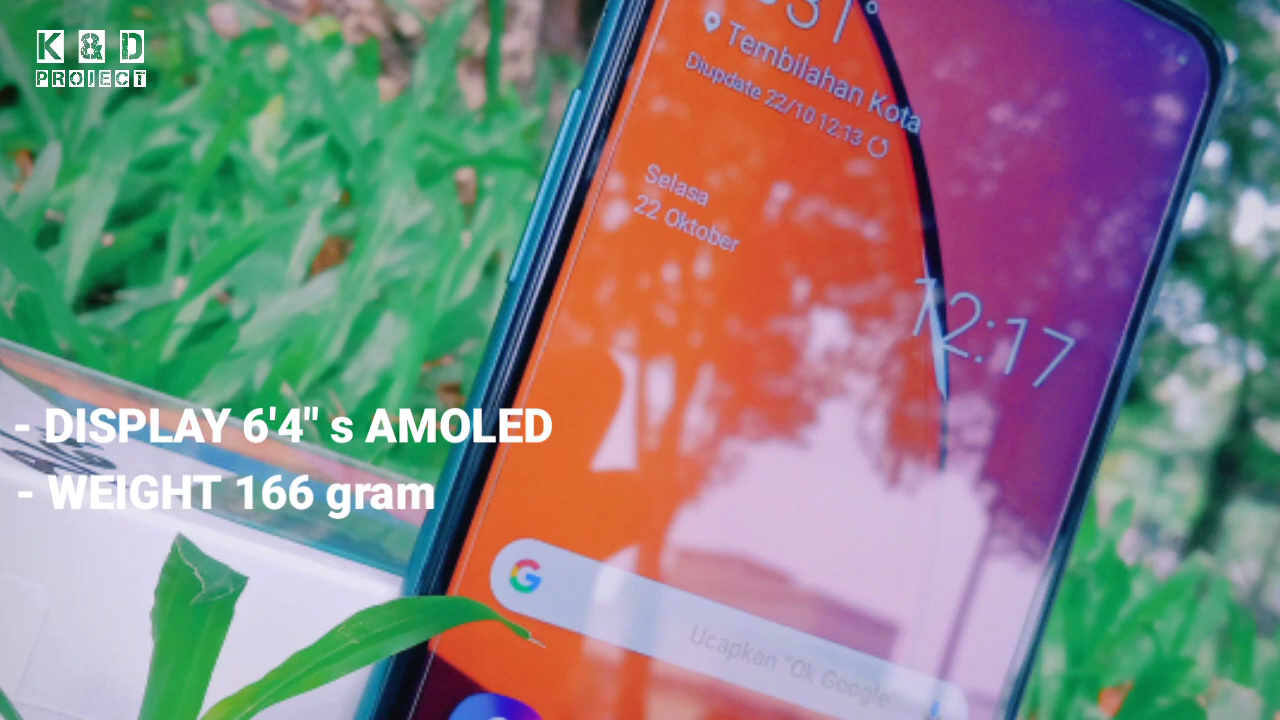 K & D
PROJECT
31°
Tembilahan Kota
Diupdate 22/10 12:13
Selasa
22 Oktober
12:17
- DISPLAY 6'4" s AMOLED
- WEIGHT 166 gram
G
Ucapkan "Ok Google